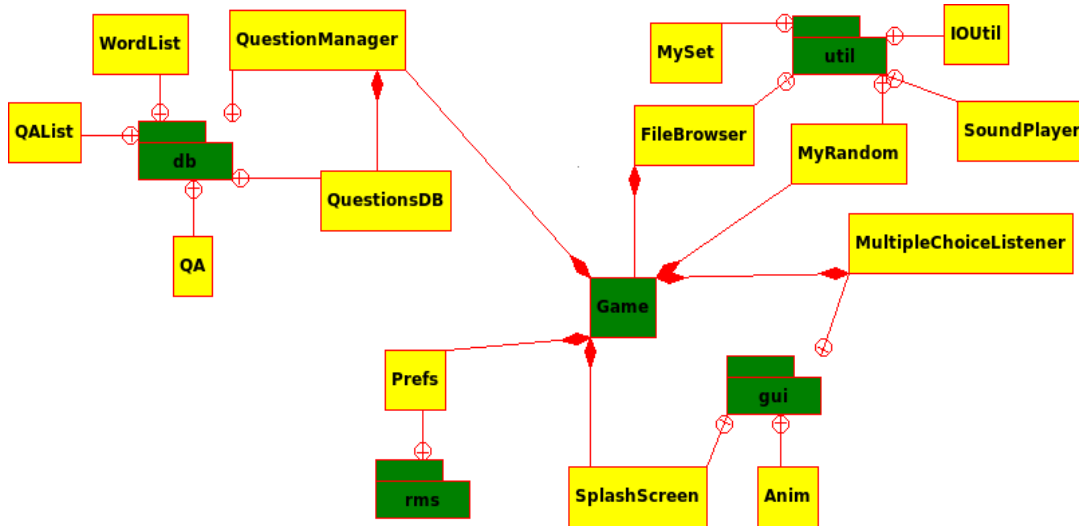 WordList
QuestionManager
MySet
util
IOUtil
QAList
db
FileBrowser
MyRandom
SoundPlayer
QuestionsDB
QA
MultipleChoiceListener
Game
Prefs
gui
rms
SplashScreen
Anim